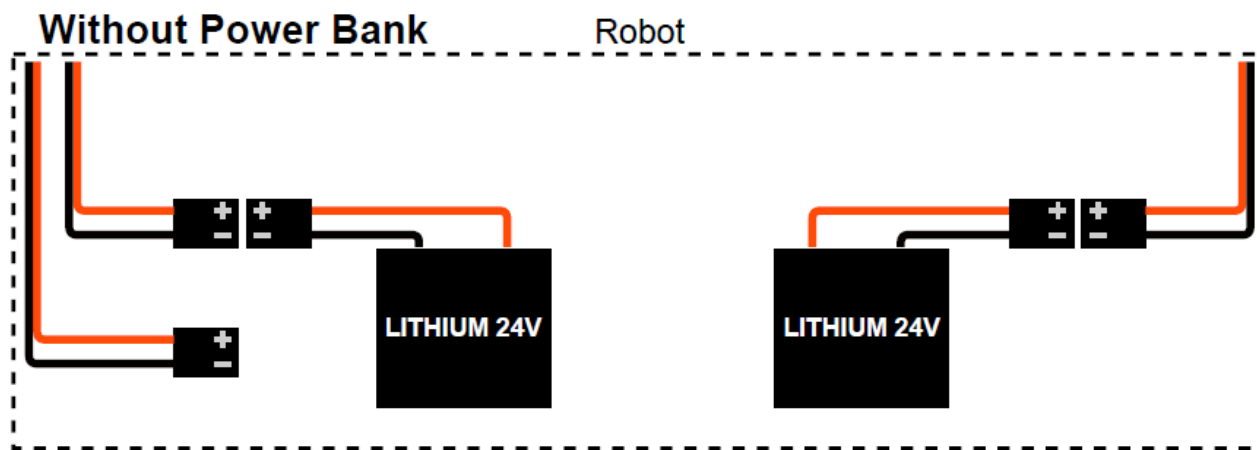 Without Power Bank Robot
+ + + +
− − − −
LITHIUM 24V LITHIUM 24V
+
−